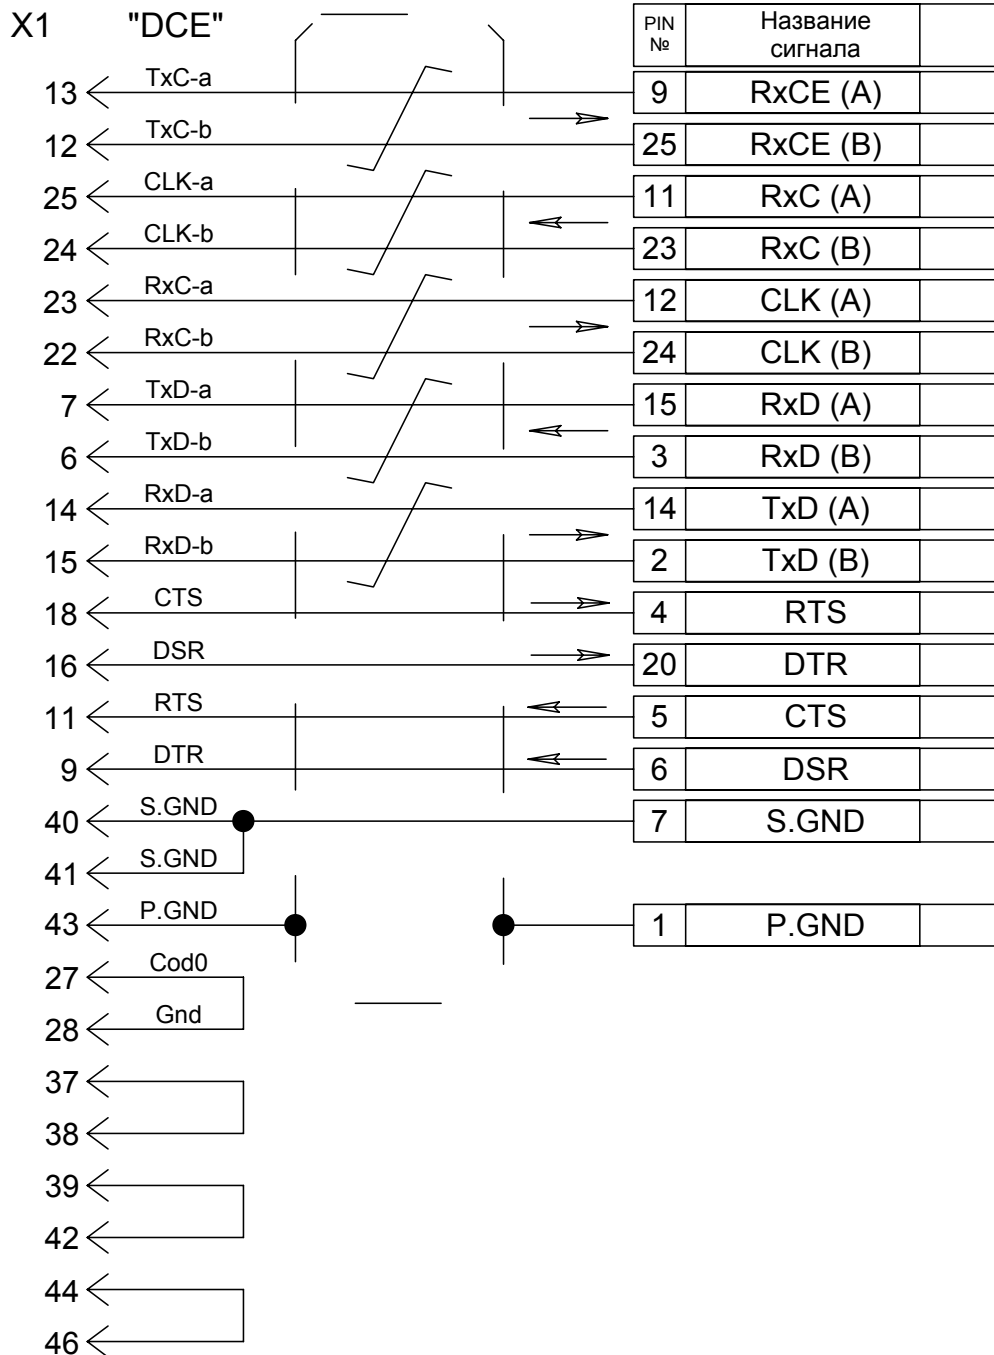 X1 "DCE" PIN № Название сигнала
13 TxC-a 9 RxCE (A)
12 TxC-b 25 RxCE (B)
25 CLK-a 11 RxC (A)
24 CLK-b 23 RxC (B)
23 RxC-a 12 CLK (A)
22 RxC-b 24 CLK (B)
7 TxD-a 15 RxD (A)
6 TxD-b 3 RxD (B)
14 RxD-a 14 TxD (A)
15 RxD-b 2 TxD (B)
18 CTS 4 RTS
16 DSR 20 DTR
11 RTS 5 CTS
9 DTR 6 DSR
40 S.GND 7 S.GND
41 S.GND
43 P.GND 1 P.GND
27 Cod0
28 Gnd
37
38
39
42
44
46